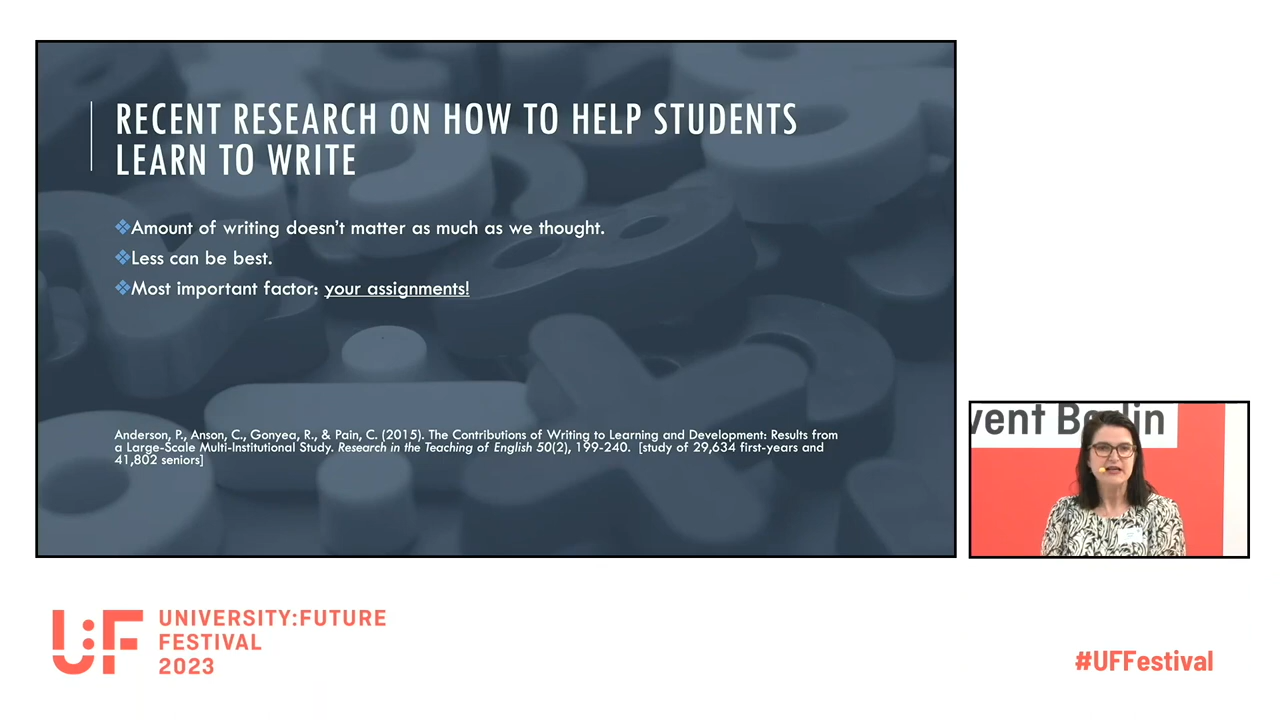 RECENT RESEARCH ON HOW TO HELP STUDENTS
LEARN TO WRITE
❖Amount of writing doesn't matter as much as we thought.
❖Less can be best.
❖Most important factor: your assignments!
Anderson, P., Anson, C., Gonyea, R., & Pain, C. (2015). The Contributions of Writing to Learning and Development: Results from
a Large-Scale Multi-Institutional Study. Research in the Teaching of English 50(2), 199-240. [study of 29,634 first-years and
41,802 seniors]
vent Berlin
U:F
UNIVERSITY:FUTURE
FESTIVAL
2023
#UFFestival